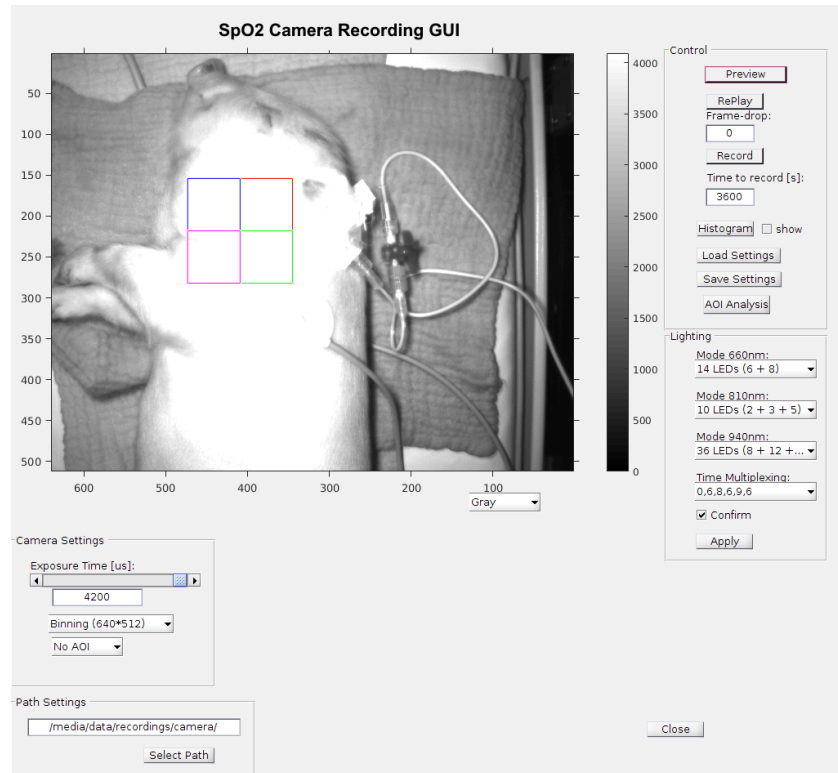 SpO2 Camera Recording GUI
50
100
150
200
250
300
350
400
450
500
600
500
400
300
200
100
4000
3500
3000
2500
2000
1500
1000
500
0
Gray
Control
Preview
RePlay
Frame-drop:
0
Record
Time to record [s]:
3600
Histogram show
Load Settings
Save Settings
AOI Analysis
Lighting
Mode 660nm:
14 LEDs (6 + 8)
Mode 810nm:
10 LEDs (2 + 3 + 5)
Mode 940nm:
36 LEDs (8 + 12 +...
Time Multiplexing:
0,6,8,6,9,6
Confirm
Apply
Camera Settings
Exposure Time [us]:
4200
Binning (640*512)
No AOI
Path Settings
/media/data/recordings/camera/
Select Path
Close